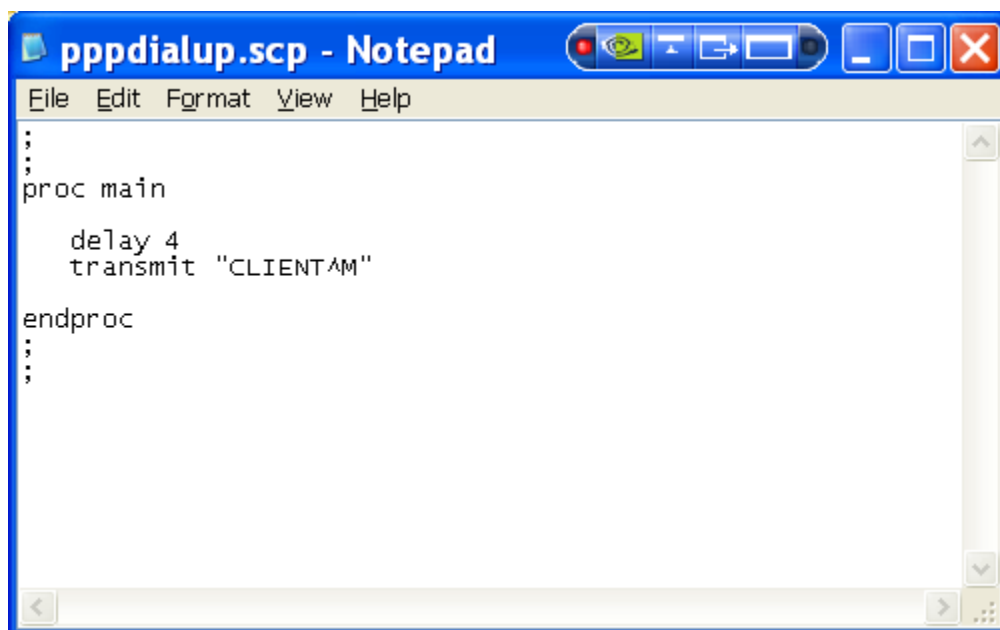 pppdialup.scp - Notepad
File Edit Format View Help
;
;
proc main
delay 4
transmit "CLIENT^M"
endproc
;
;